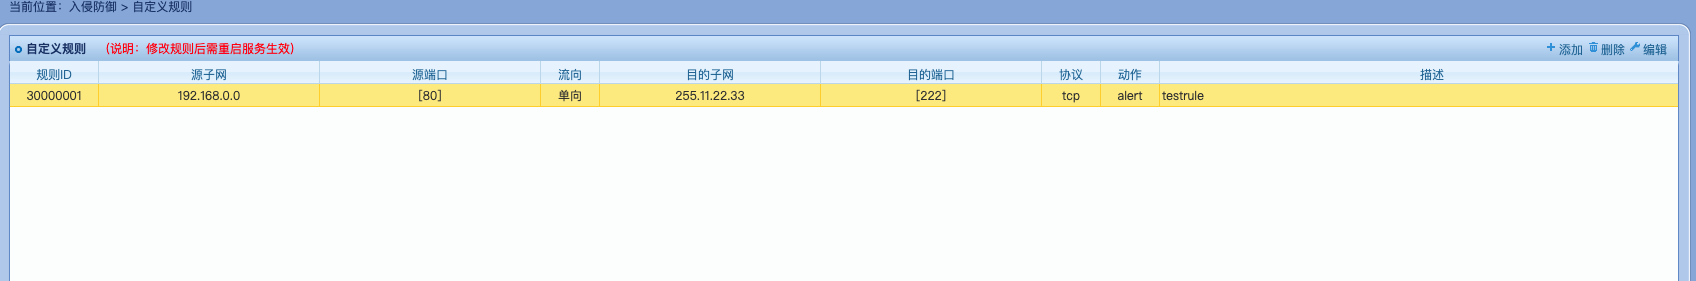 当前位置：入侵防御 > 自定义规则
自定义规则 (说明：修改规则后需重启服务生效) 添加 删除 编辑
规则ID 源子网 源端口 流向 目的子网 目的端口 协议 动作 描述
30000001 192.168.0.0 [80] 单向 255.11.22.33 [222] tcp alert testrule